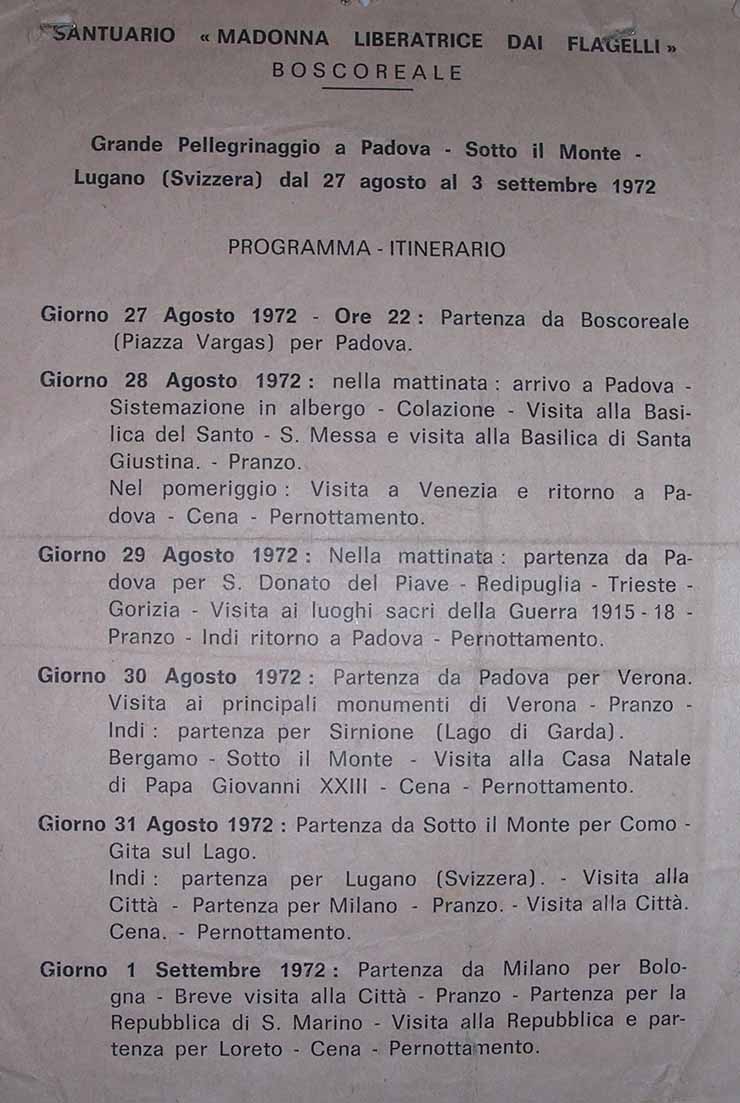 SANTUARIO « MADONNA LIBERATRICE DAI FLAGELLI »
BOSCOREALE
Grande Pellegrinaggio a Padova - Sotto il Monte -
Lugano (Svizzera) dal 27 agosto al 3 settembre 1972
PROGRAMMA - ITINERARIO
Giorno 27 Agosto 1972 - Ore 22 : Partenza da Boscoreale
(Piazza Vargas) per Padova.
Giorno 28 Agosto 1972 : nella mattinata : arrivo a Padova -
Sistemazione in albergo - Colazione - Visita alla Basi-
lica del Santo - S. Messa e visita alla Basilica di Santa
Giustina. - Pranzo.
Nel pomeriggio : Visita a Venezia e ritorno a Pa-
dova - Cena - Pernottamento.
Giorno 29 Agosto 1972 : Nella mattinata : partenza da Pa-
dova per S. Donato del Piave - Redipuglia - Trieste -
Gorizia - Visita ai luoghi sacri della Guerra 1915 - 18 -
Pranzo - Indi ritorno a Padova - Pernottamento.
Giorno 30 Agosto 1972 : Partenza da Padova per Verona.
Visita ai principali monumenti di Verona - Pranzo -
Indi : partenza per Sirnione (Lago di Garda).
Bergamo - Sotto il Monte - Visita alla Casa Natale
di Papa Giovanni XXIII - Cena - Pernottamento.
Giorno 31 Agosto 1972 : Partenza da Sotto il Monte per Como -
Gita sul Lago.
Indi : partenza per Lugano (Svizzera). - Visita alla
Città - Partenza per Milano - Pranzo. - Visita alla Città.
Cena. - Pernottamento.
Giorno 1 Settembre 1972 : Partenza da Milano per Bolo-
gna - Breve visita alla Città - Pranzo - Partenza per la
Repubblica di S. Marino - Visita alla Repubblica e par-
tenza per Loreto - Cena - Pernottamento.